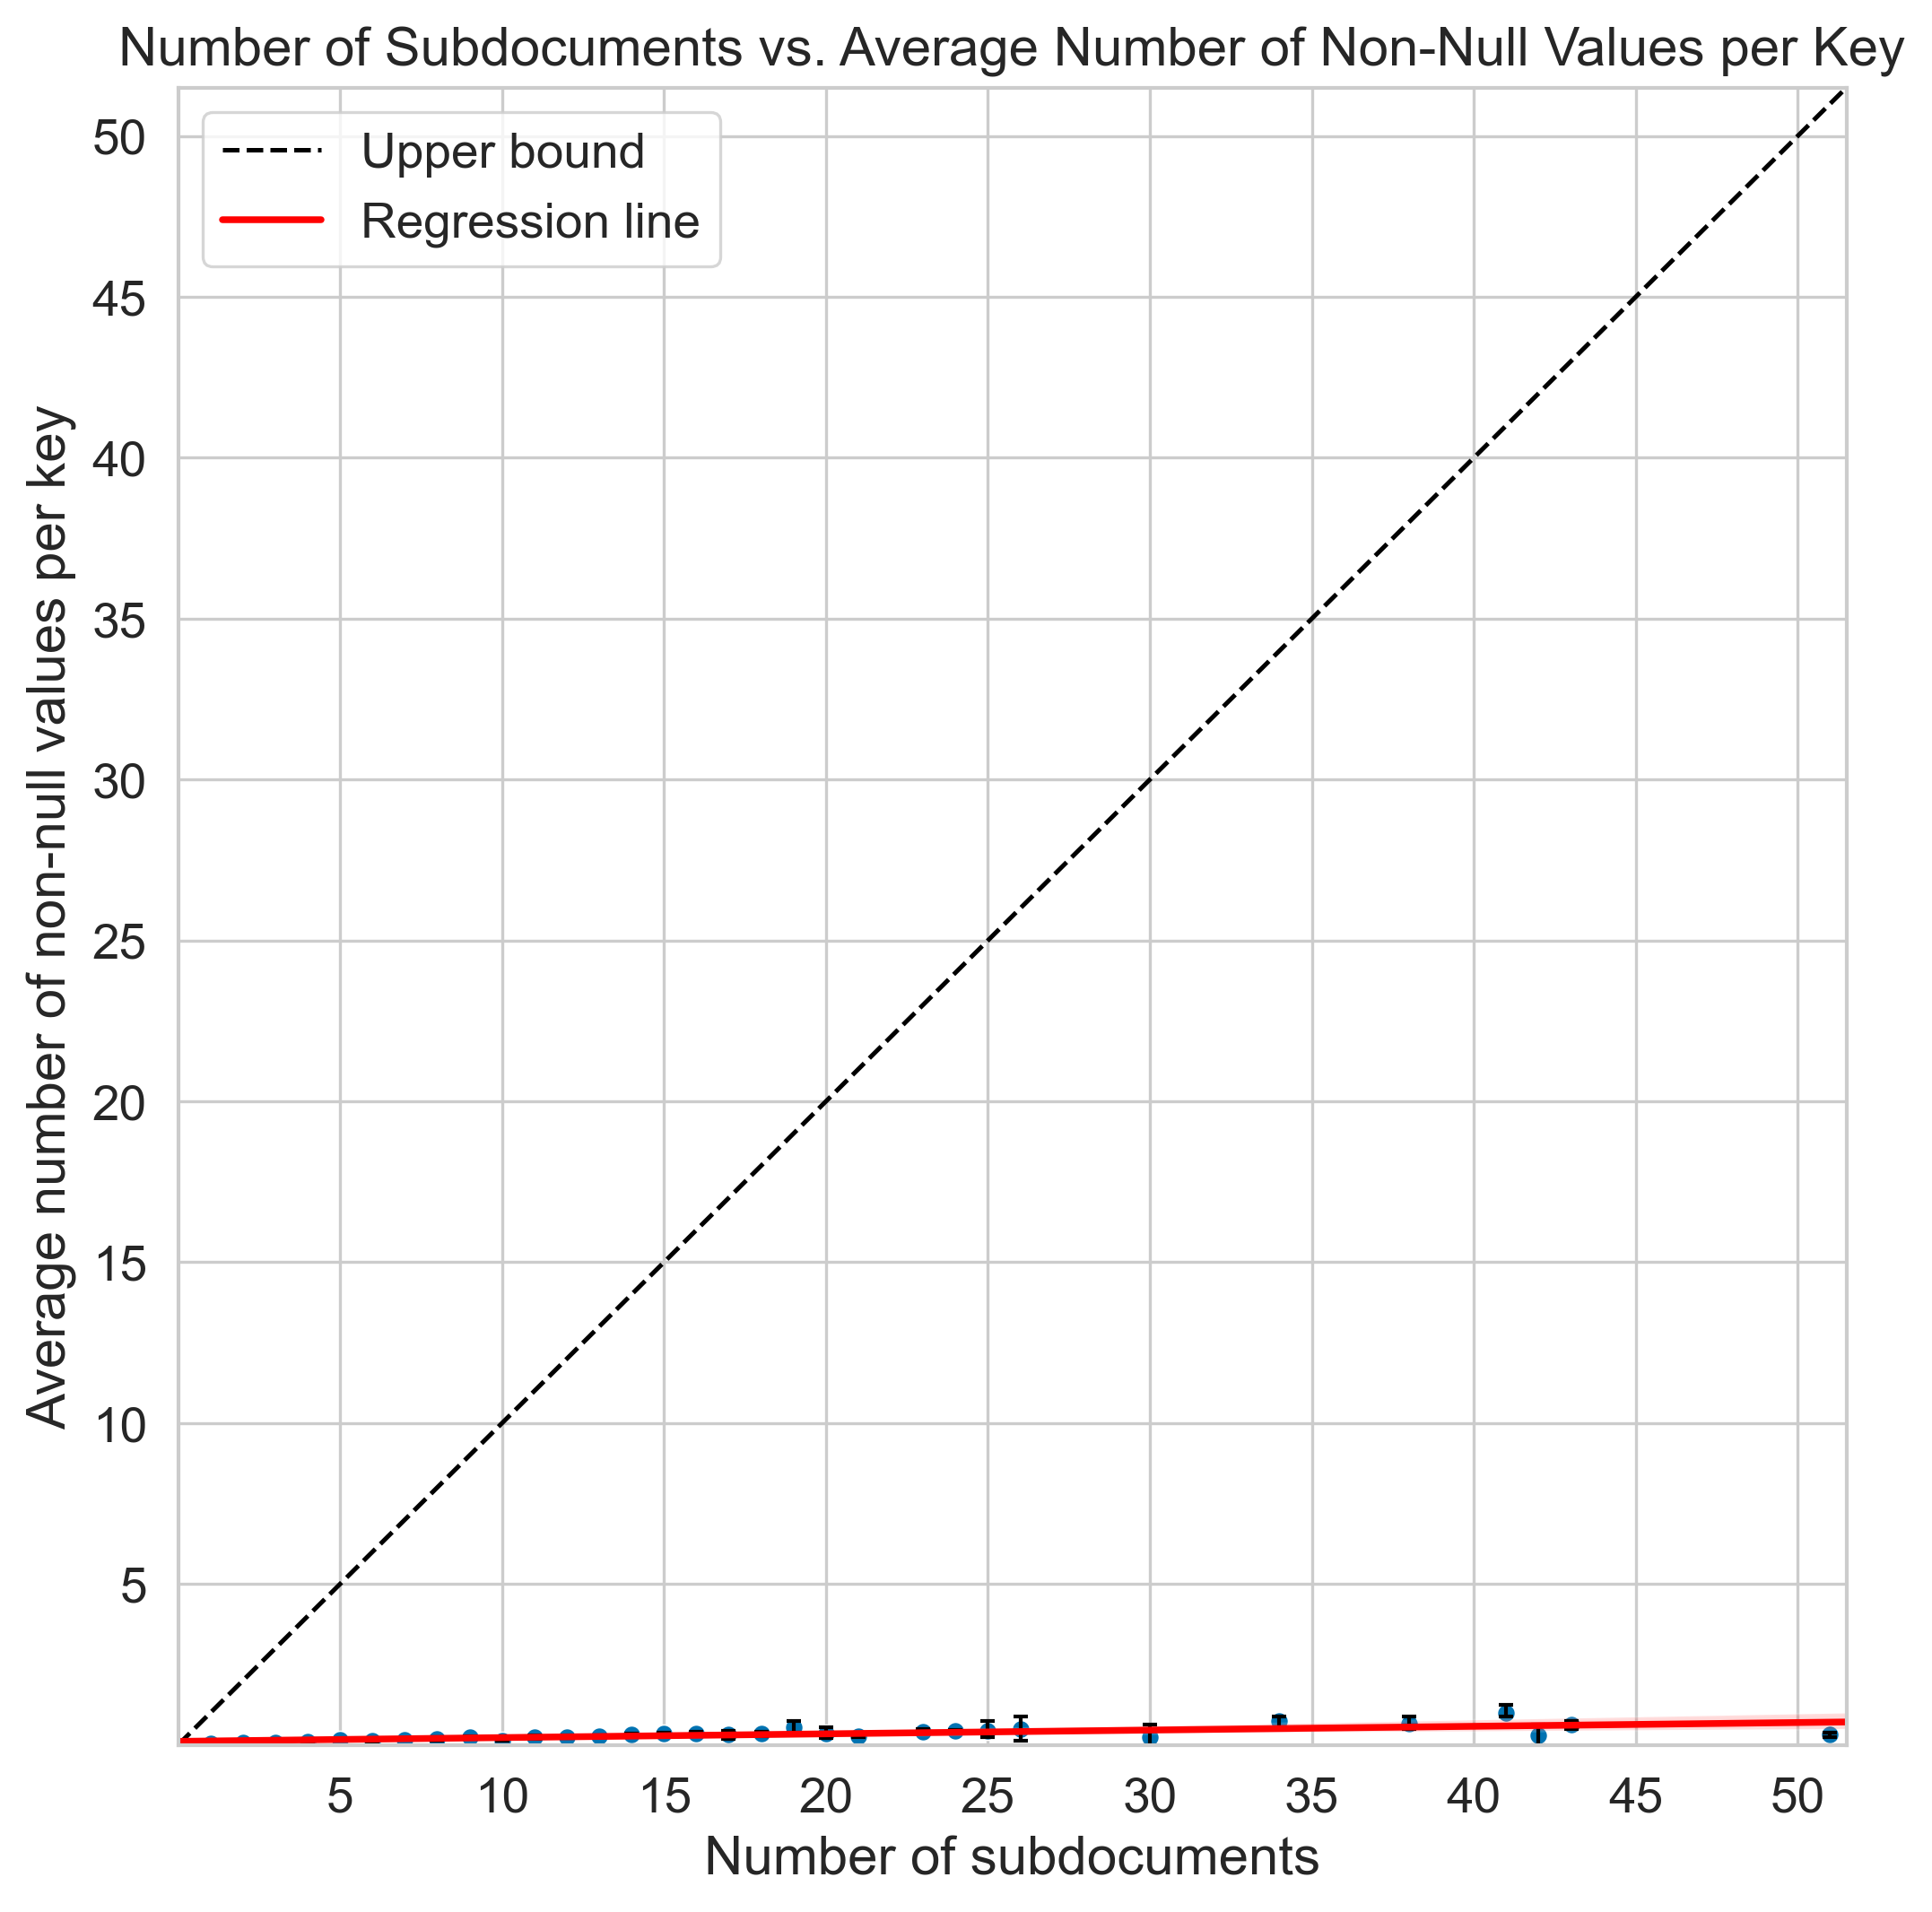 Number of Subdocuments vs. Average Number of Non-Null Values per Key
Upper bound
Regression line
Average number of non-null values per key
50
45
40
35
30
25
20
15
10
5
5 10 15 20 25 30 35 40 45 50
Number of subdocuments